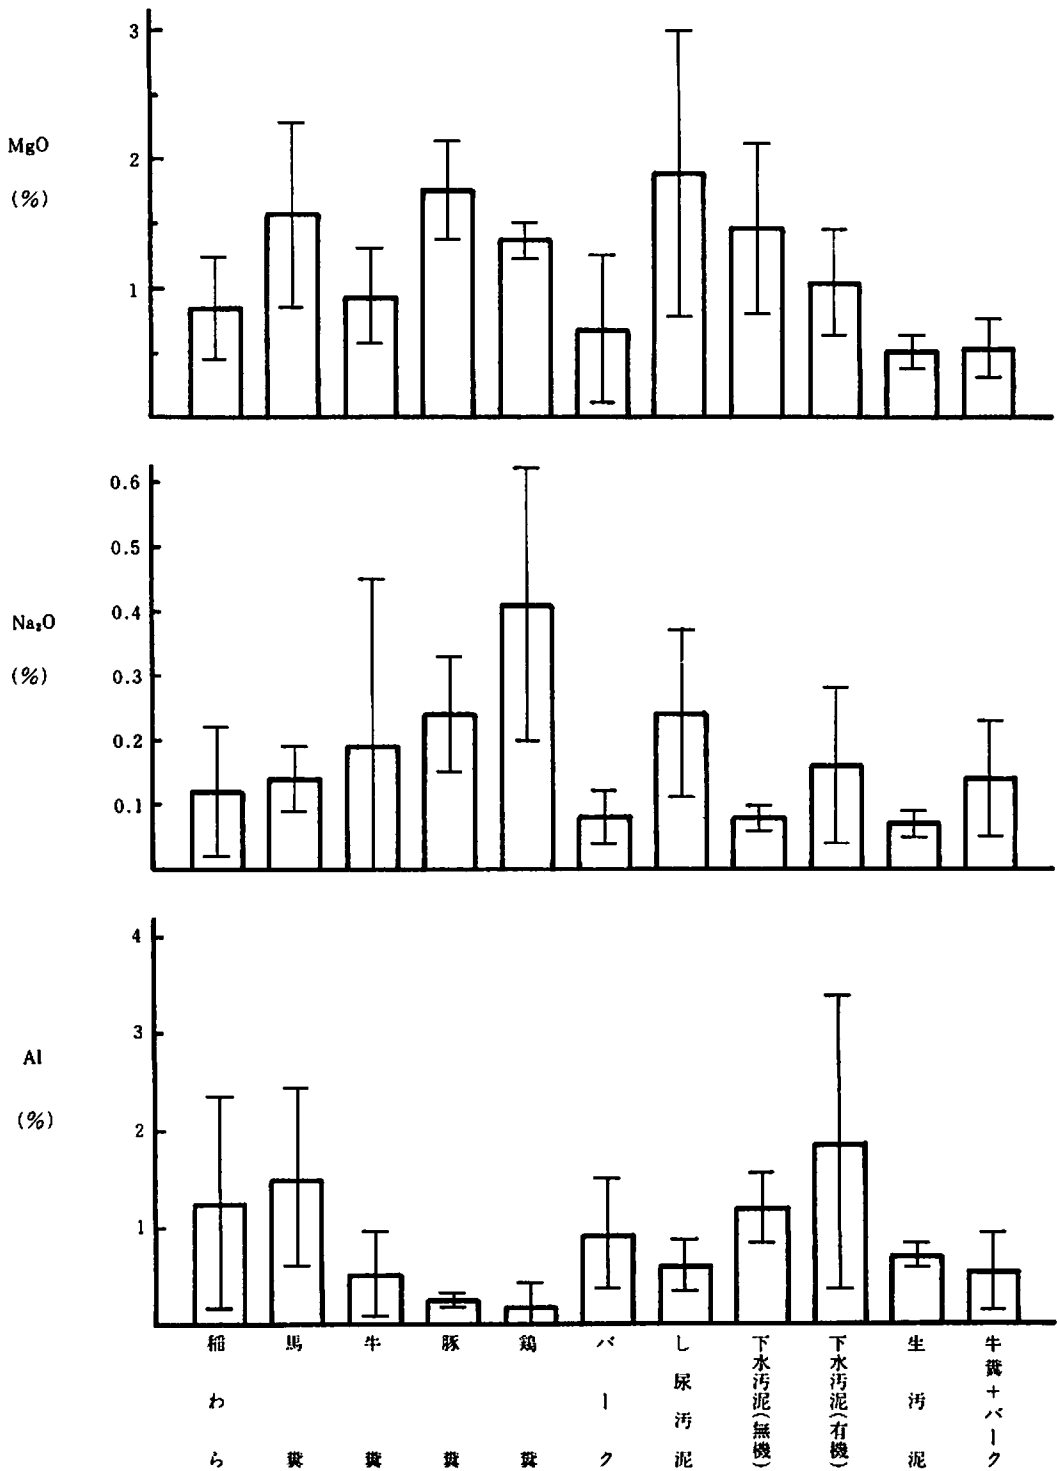 MgO
(%)
3
2
1
Na₂O
(%)
0.6
0.5
0.4
0.3
0.2
0.1
Al
(%)
4
3
2
1
稲わら
馬糞
牛糞
豚糞
鶏糞
バーク
し尿汚泥
下水汚泥(無機)
下水汚泥(有機)
生汚泥
牛糞+バーク